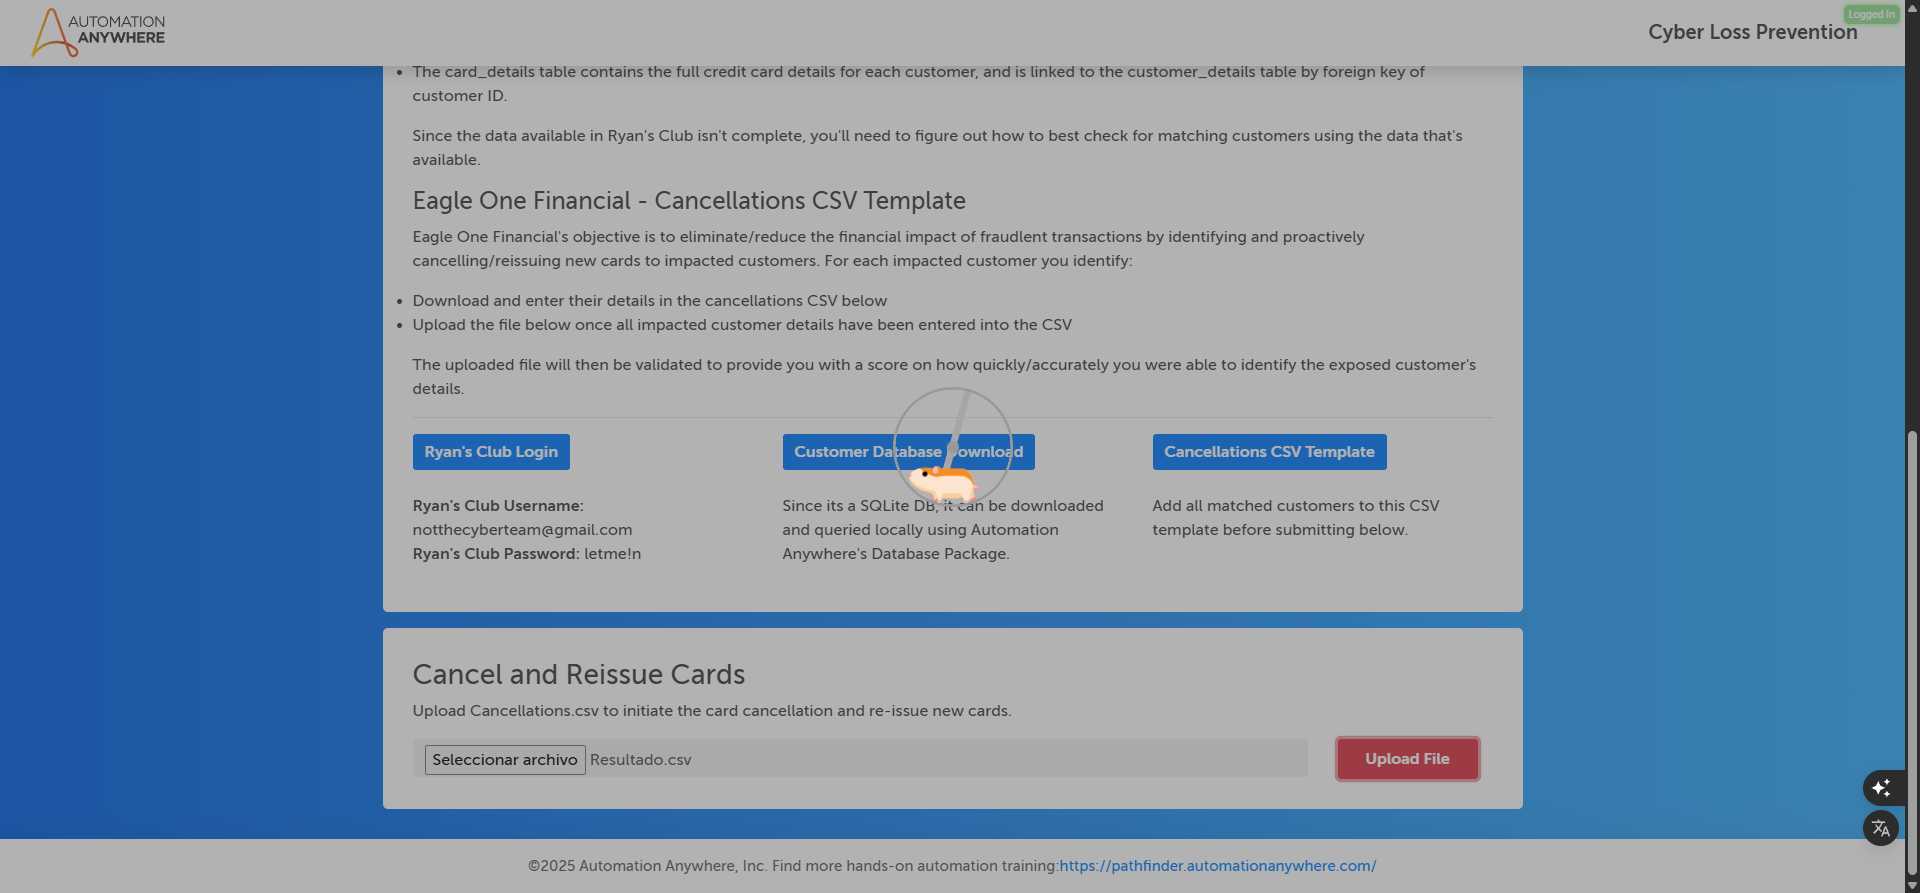 AUTOMATION
ANYWHERE
Logged In
Cyber Loss Prevention
The card_details table contains the full credit card details for each customer, and is linked to the customer_details table by foreign key of
customer ID.
Since the data available in Ryan's Club isn't complete, you'll need to figure out how to best check for matching customers using the data that's
available.
Eagle One Financial - Cancellations CSV Template
Eagle One Financial's objective is to eliminate/reduce the financial impact of fraudlent transactions by identifying and proactively
cancelling/reissuing new cards to impacted customers. For each impacted customer you identify:
Download and enter their details in the cancellations CSV below
Upload the file below once all impacted customer details have been entered into the CSV
The uploaded file will then be validated to provide you with a score on how quickly/accurately you were able to identify the exposed customer's
details.
Ryan's Club Login
Customer Database Download
Cancellations CSV Template
Ryan's Club Username:
notthecyberteam@gmail.com
Ryan's Club Password: letme!n
Since its a SQLite DB, it can be downloaded
and queried locally using Automation
Anywhere's Database Package.
Add all matched customers to this CSV
template before submitting below.
Cancel and Reissue Cards
Upload Cancellations.csv to initiate the card cancellation and re-issue new cards.
Seleccionar archivo Resultado.csv
Upload File
©2025 Automation Anywhere, Inc. Find more hands-on automation training:https://pathfinder.automationanywhere.com/